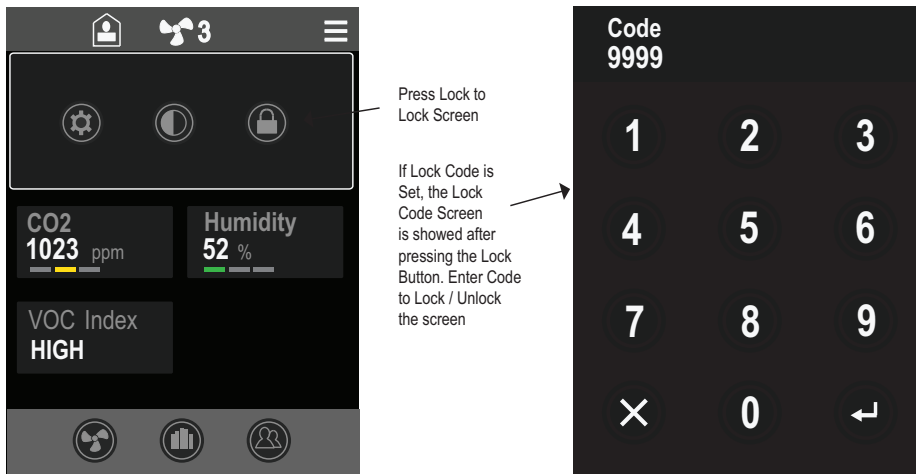 3
CO2
1023 ppm
Humidity
52 %
VOC Index
HIGH
Press Lock to
Lock Screen
If Lock Code is
Set, the Lock
Code Screen
is showed after
pressing the Lock
Button. Enter Code
to Lock / Unlock
the screen
Code
9999
1 2 3
4 5 6
7 8 9
0